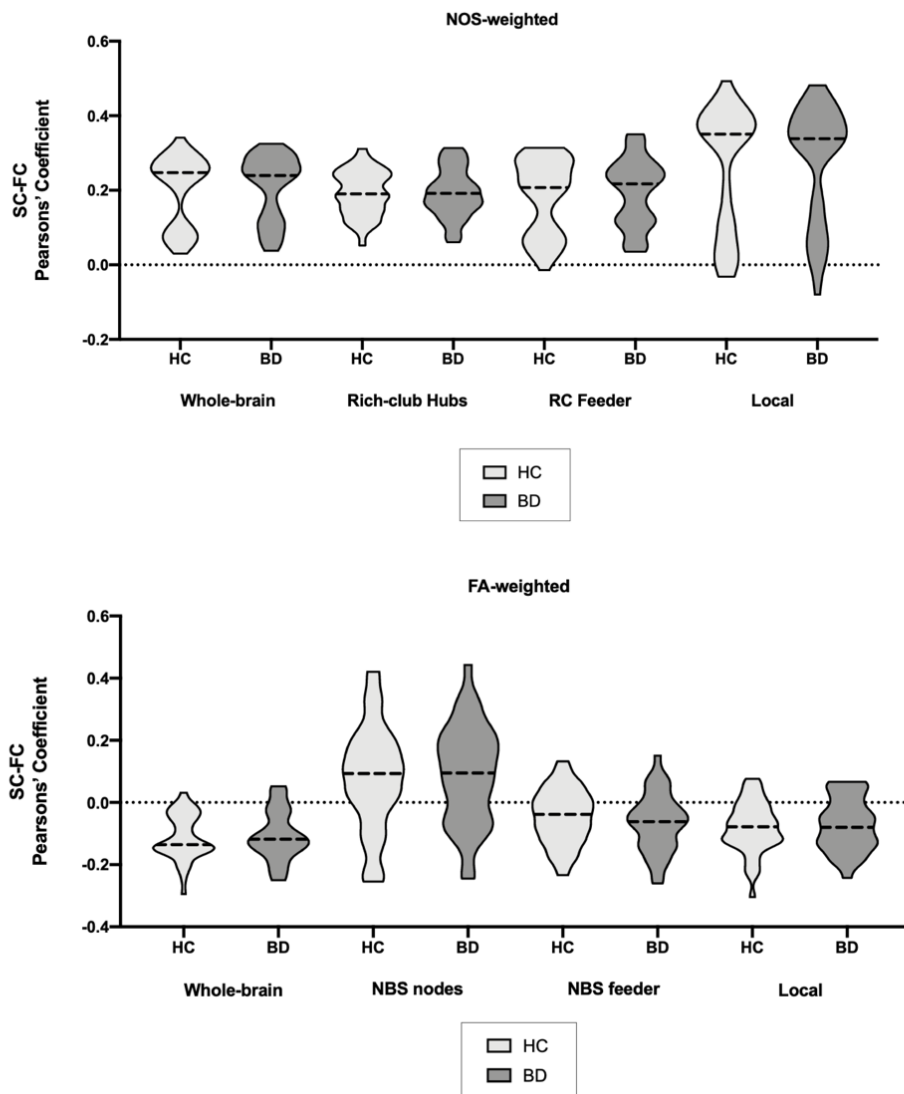 NOS-weighted
SC-FC
Pearsons’ Coefficient
0.6
0.4
0.2
0.0
-0.2
HC BD HC BD HC BD HC BD
Whole-brain Rich-club Hubs RC Feeder Local
HC
BD
FA-weighted
SC-FC
Pearsons’ Coefficient
0.6
0.4
0.2
0.0
-0.2
-0.4
HC BD HC BD HC BD HC BD
Whole-brain NBS nodes NBS feeder Local
HC
BD